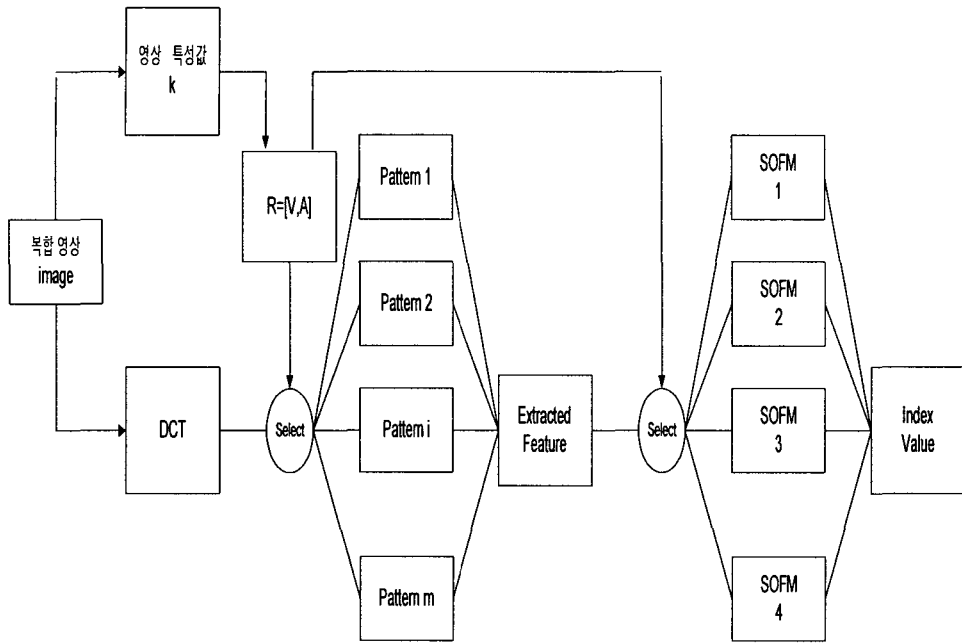 영상 특성값
k
R=[V,A]
복합 영상
image
DCT
Select
Pattern 1
Pattern 2
Pattern i
Pattern m
Extracted
Feature
Select
SOFM
1
SOFM
2
SOFM
3
SOFM
4
Index
Value